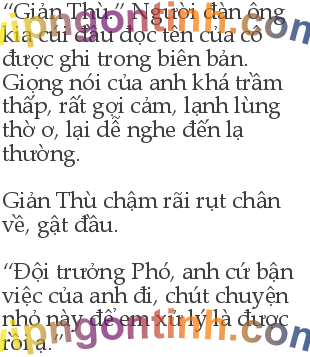 “Giản Thù.” Người đàn ông
kia cúi đầu đọc tên của cô
được ghi trong biên bản.
Giọng nói của anh khá trầm
thấp, rất gợi cảm, lạnh lùng
thờ ơ, lại dễ nghe đến lạ
thường.
Giản Thù chậm rãi rụt chân
về, gật đầu.
“Đội trưởng Phó, anh cứ bận
việc của anh đi, chút chuyện
nhỏ này để em xử lý là được
rồi ạ.”
vipngontinh.com
vipngontinh.com